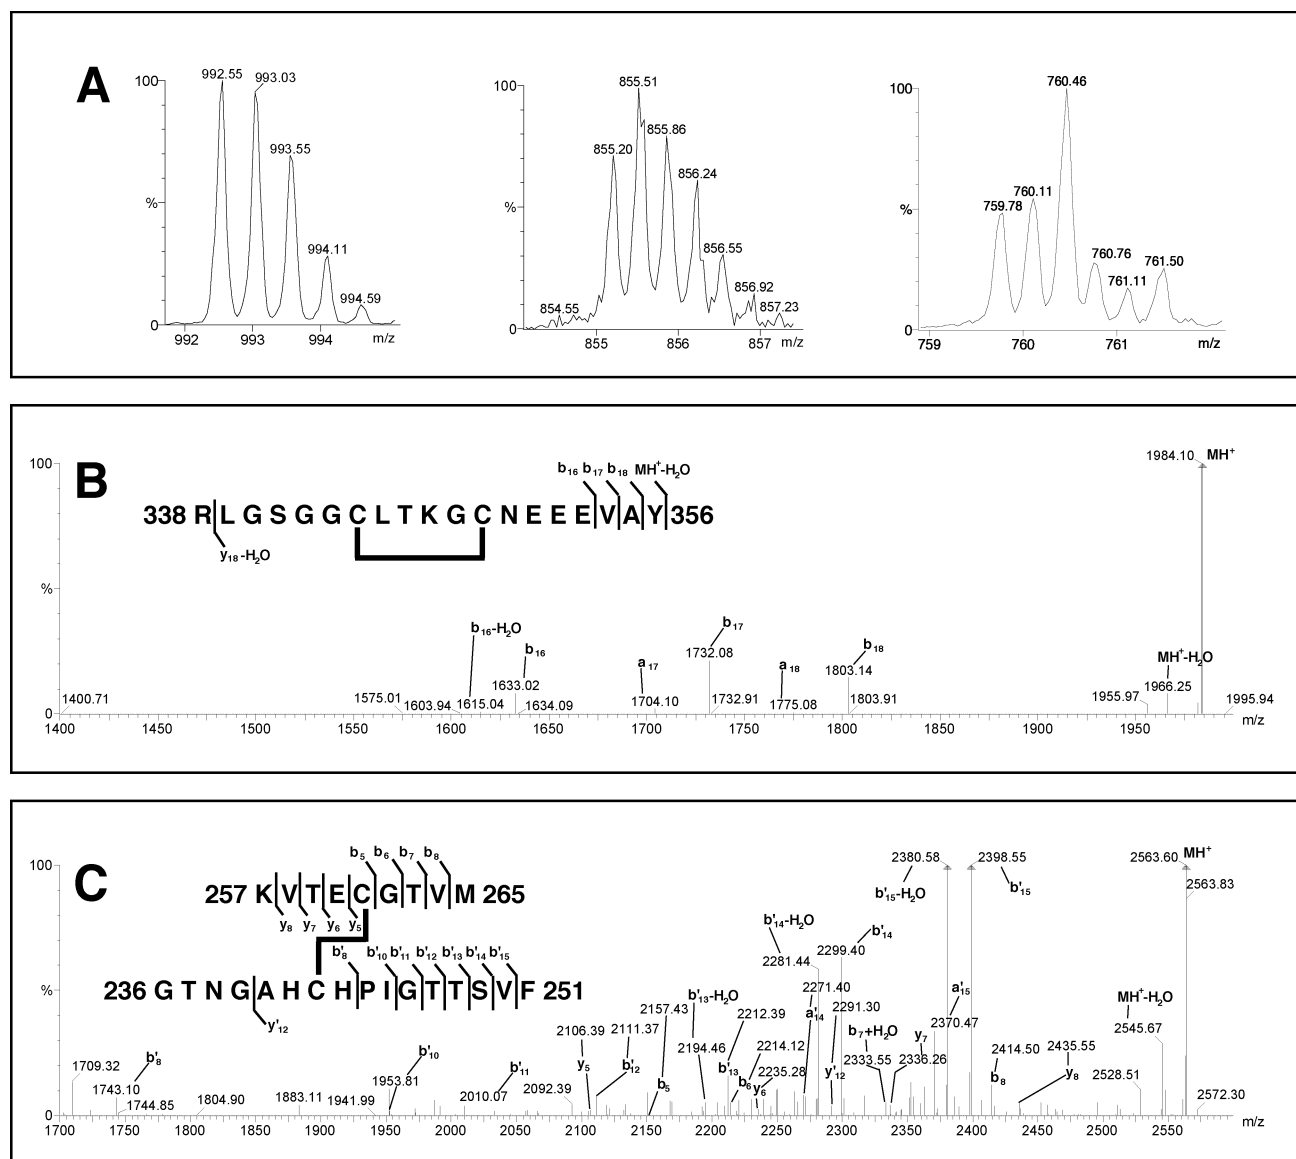 A
100
%
0
992.55
993.03
993.55
994.11
994.59
992 993 994 m/z
100
%
0
854.55
855.20
855.51
855.86
856.24
856.55
856.92
857.23
855 856 857 m/z
100
%
0
759.78
760.11
760.46
760.76
761.11
761.50
759 760 761 m/z
B
100
%
0
b16 b17 b18 MH+-H2O
338 R L G S G G C L T K G C N E E E V A Y 356
y18-H2O
1984.10 MH+
b16-H2O
b16
a17
b17
1732.08
a18
b18
1803.14
MH+-H2O
1400.71
1575.01
1603.94
1615.04
1633.02
1634.09
1704.10
1732.91
1775.08
1803.91
1955.97
1966.25
1995.94
1400 1450 1500 1550 1600 1650 1700 1750 1800 1850 1900 1950 m/z
C
100
%
0
b5 b6 b7 b8
257 K V T E C G T V M 265
y8 y7 y6 y5
b'8 b'10 b'11 b'12 b'13 b'14 b'15
236 G T N G A H C H P I G T T S V F 251
y'12
1709.32
1743.10
b'8
1744.85
1804.90
1883.11
1941.99
1953.81
b'10
2010.07
b'11
2092.39
2106.39
y5
2111.37
b'12
2157.43
b5
b'13-H2O
2194.46
2212.39
b'13
2214.12
b6
2235.28
y6
b'14-H2O
2281.44
2271.40
a'14
2299.40
b'14
2291.30
y'12
b7+H2O
2333.55
2336.26
y7
2380.58
b'15-H2O
2370.47
a'15
2398.55
b'15
2414.50
b8
2435.55
y8
2528.51
MH+-H2O
2545.67
2563.60 MH+
2563.83
2572.30
1700 1750 1800 1850 1900 1950 2000 2050 2100 2150 2200 2250 2300 2350 2400 2450 2500 2550 m/z